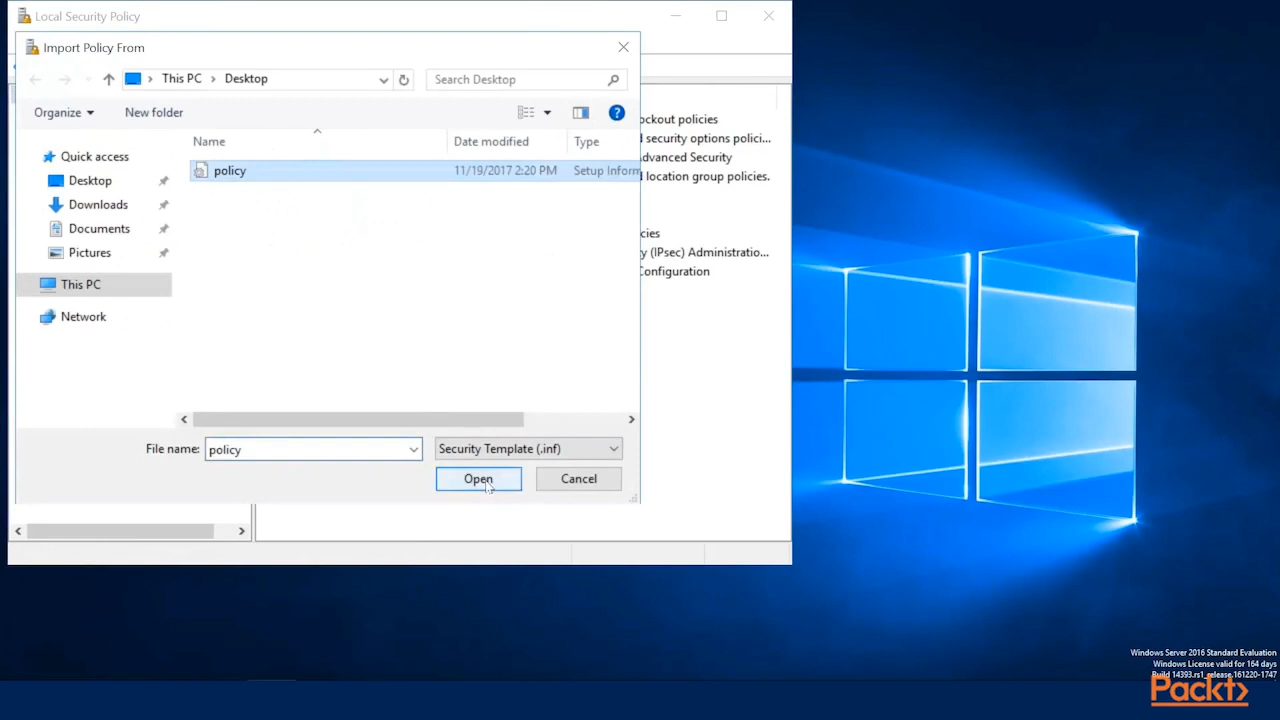 Local Security Policy
Import Policy From
This PC
Desktop
Search Desktop
Organize
New folder
Name
Date modified
Type
policy
11/19/2017 2:20 PM
Setup Inform
Quick access
Desktop
Downloads
Documents
Pictures
This PC
Network
ockout policies
security options polici...
dvanced Security
location group policies.
cies
(IPsec) Administratio...
onfiguration
File name:
policy
Security Template (.inf)
Open
Cancel
Windows Server 2016 Standard Evaluation
Windows License valid for 164 days
Build 14393.rs1_release.161220-1747
Packt>